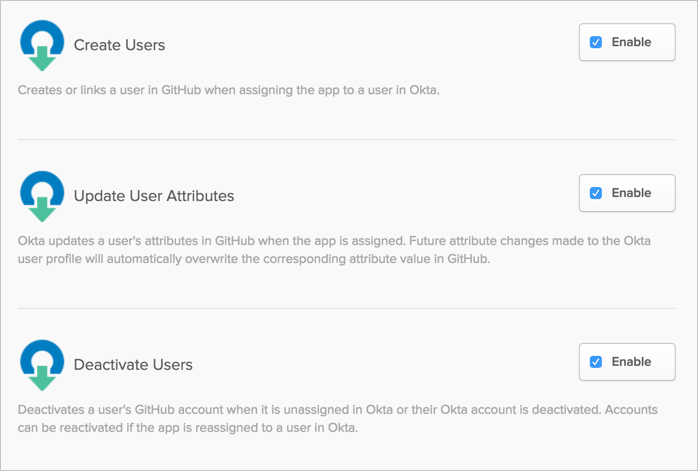 Create Users
Enable
Creates or links a user in GitHub when assigning the app to a user in Okta.
Update User Attributes
Enable
Okta updates a user's attributes in GitHub when the app is assigned. Future attribute changes made to the Okta
user profile will automatically overwrite the corresponding attribute value in GitHub.
Deactivate Users
Enable
Deactivates a user's GitHub account when it is unassigned in Okta or their Okta account is deactivated. Accounts
can be reactivated if the app is reassigned to a user in Okta.